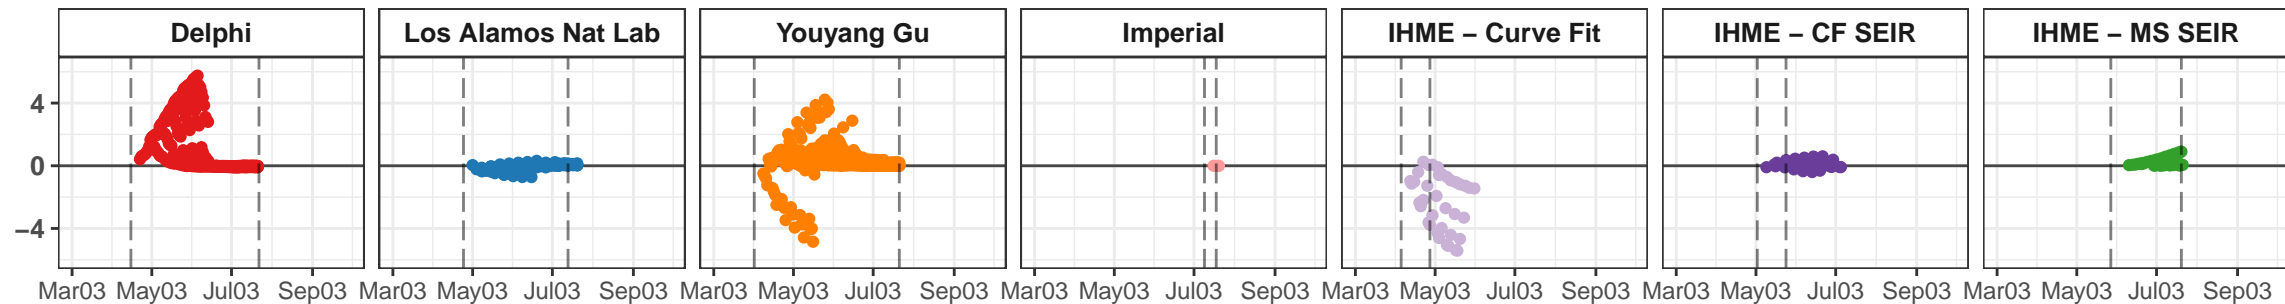 Delphi Los Alamos Nat Lab Youyang Gu Imperial IHME – Curve Fit IHME – CF SEIR IHME – MS SEIR
4
0
−4
Mar03 May03 Jul03 Sep03 Mar03 May03 Jul03 Sep03 Mar03 May03 Jul03 Sep03 Mar03 May03 Jul03 Sep03 Mar03 May03 Jul03 Sep03 Mar03 May03 Jul03 Sep03 Mar03 May03 Jul03 Sep03